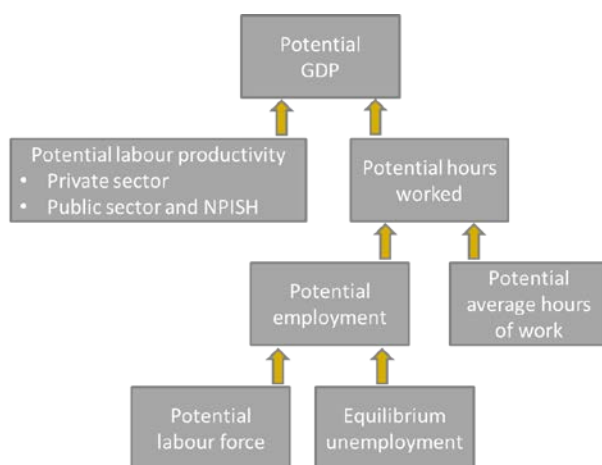 Potential
GDP
Potential labour productivity
• Private sector
• Public sector and NPISH
Potential hours
worked
Potential
employment
Potential
average hours
of work
Potential
labour force
Equilibrium
unemployment